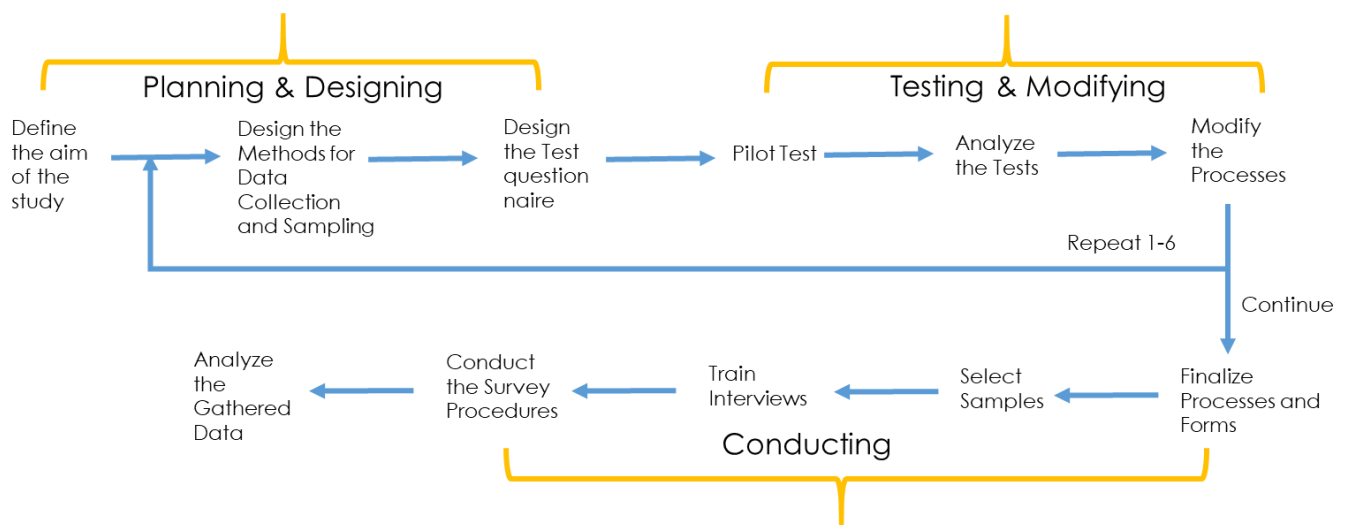 Planning & Designing
Testing & Modifying
Define
the aim
of the
study
Design the
Methods for
Data
Collection
and Sampling
Design
the Test
question
naire
Pilot Test
Analyze
the Tests
Modify
the
Processes
Repeat 1-6
Continue
Analyze
the
Gathered
Data
Conduct
the Survey
Procedures
Train
Interviews
Select
Samples
Finalize
Processes and
Forms
Conducting